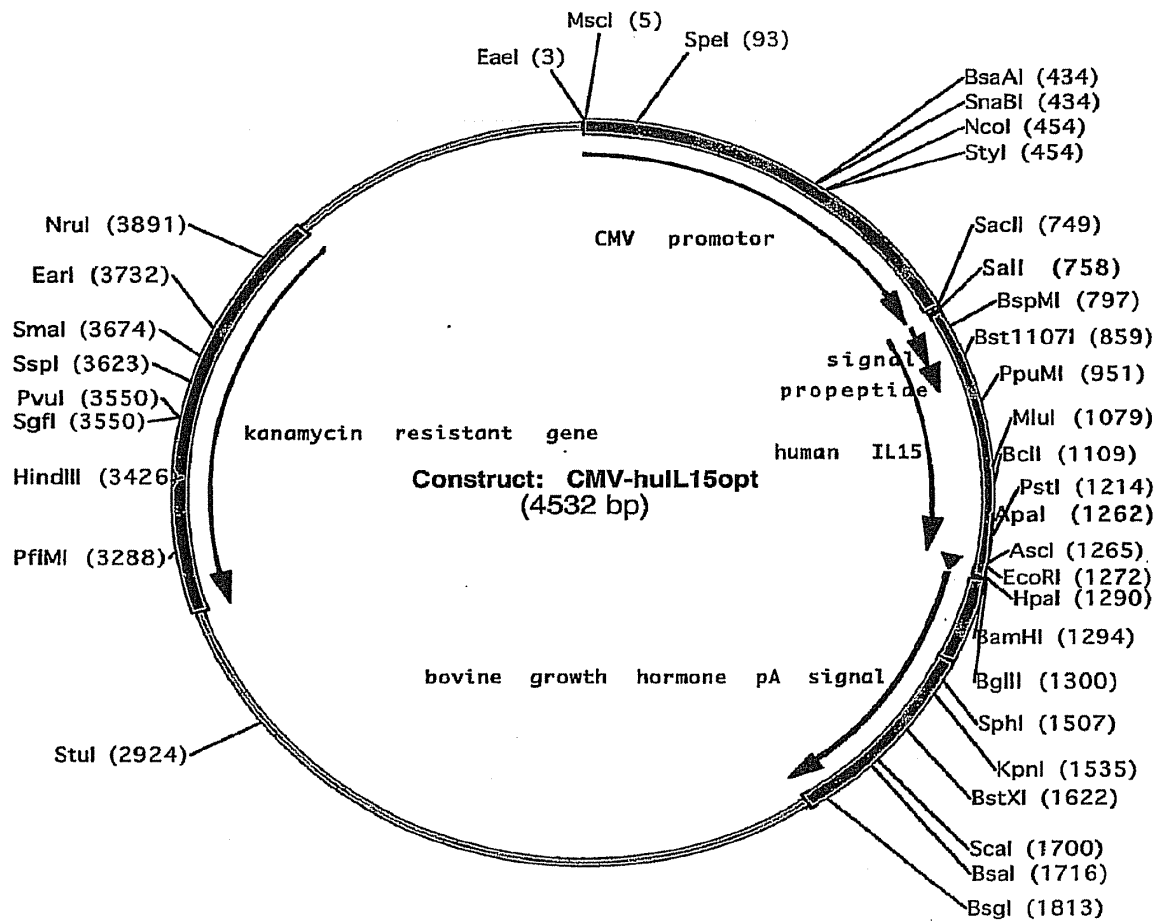 MscI (5)
EaeI (3)
SpeI (93)
BsaAI (434)
SnaBI (434)
NcoI (454)
StyI (454)
SacII (749)
SalI (758)
BspMI (797)
Bst1107I (859)
PpuMI (951)
MluI (1079)
BclI (1109)
PstI (1214)
ApaI (1262)
AscI (1265)
EcoRI (1272)
HpaI (1290)
BamHI (1294)
BglII (1300)
SphI (1507)
KpnI (1535)
BstXI (1622)
ScaI (1700)
BsaI (1716)
BsgI (1813)
NruI (3891)
EarI (3732)
SmaI (3674)
SspI (3623)
PvuI (3550)
SgfI (3550)
HindIII (3426
PflMI (3288)
StuI (2924)
CMV promotor
signal
propeptide
human IL15
kanamycin resistant gene
Construct: CMV-huIL15opt
(4532 bp)
bovine growth hormone pA signal